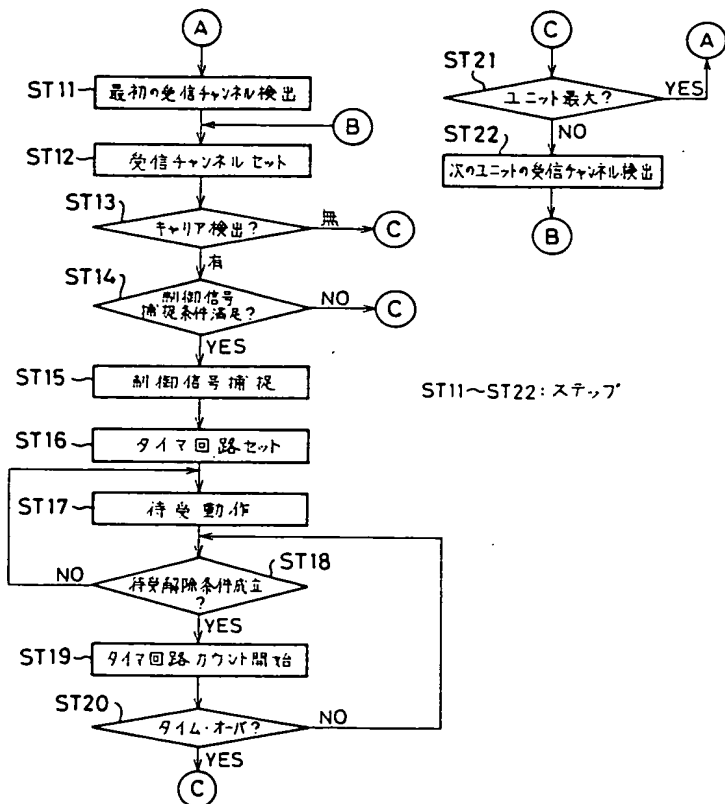 A
ST11
最初の受信チャンネル検出
B
ST12
受信チャンネルセット
ST13
キャリア検出?
無
C
有
ST14
制御信号
捕捉条件満足?
NO
C
YES
ST15
制御信号捕捉
ST16
タイマ回路セット
ST17
待受動作
ST18
待受解除条件成立
?
NO
YES
ST19
タイマ回路カウント開始
ST20
タイム・オーバ?
NO
YES
C
C
A
ST21
ユニット最大?
YES
NO
ST22
次のユニットの受信チャンネル検出
B
ST11~ST22:ステップ